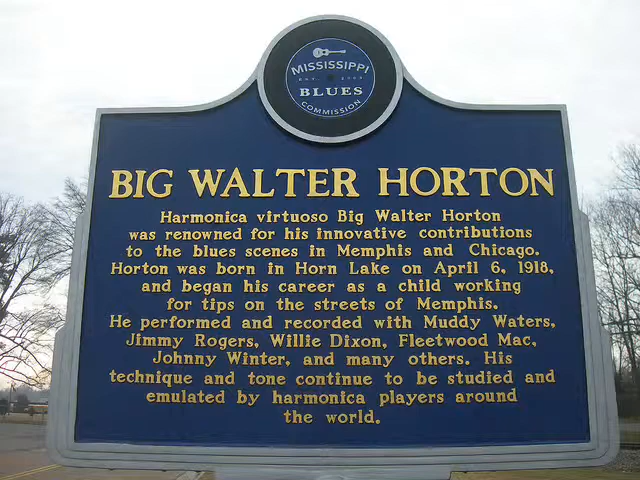 MISSISSIPPI
EST. 2003
BLUES
COMMISSION
BIG WALTER HORTON
Harmonica virtuoso Big Walter Horton
was renowned for his innovative contributions
to the blues scenes in Memphis and Chicago.
Horton was born in Horn Lake on April 6, 1918,
and began his career as a child working
for tips on the streets of Memphis.
He performed and recorded with Muddy Waters,
Jimmy Rogers, Willie Dixon, Fleetwood Mac,
Johnny Winter, and many others. His
technique and tone continue to be studied and
emulated by harmonica players around
the world.